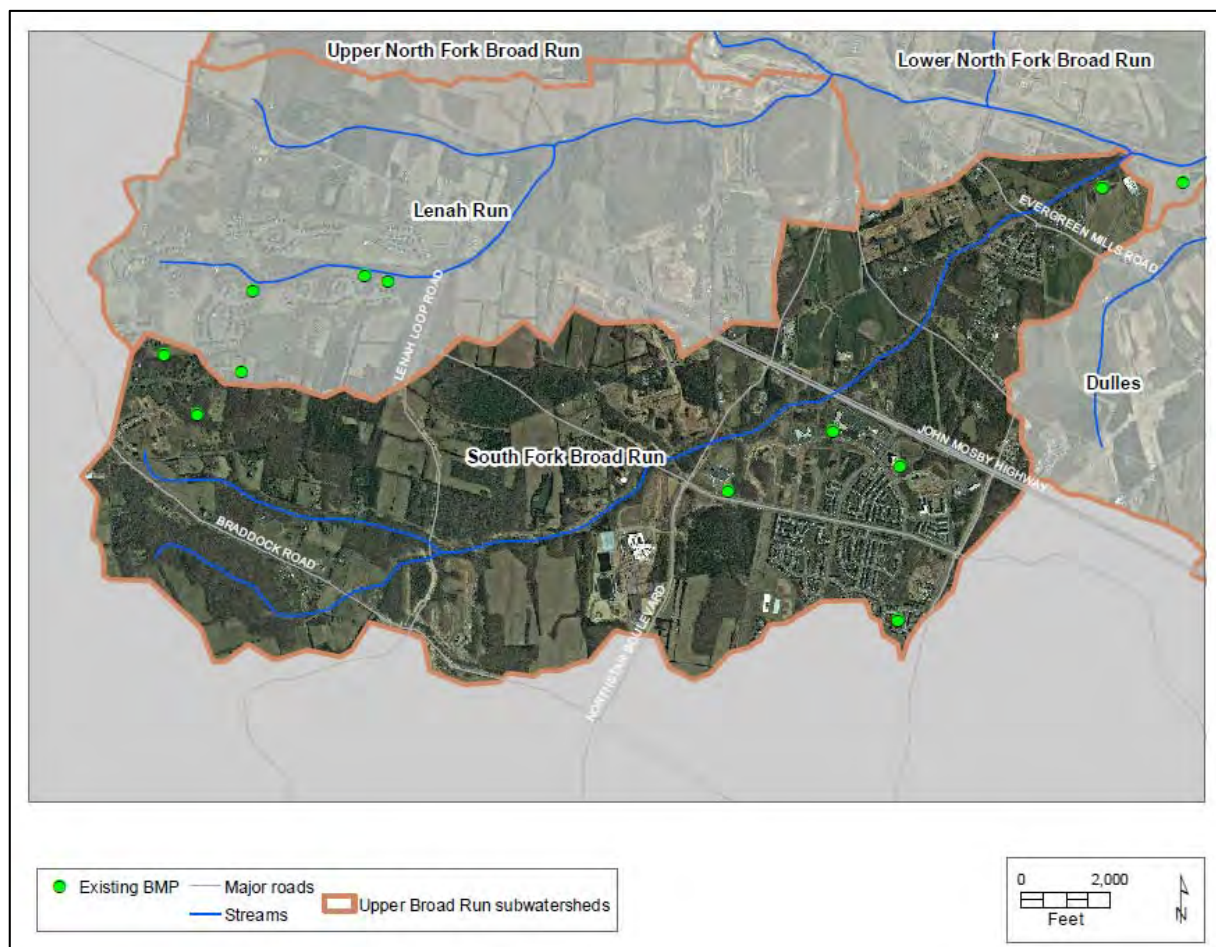 Upper North Fork Broad Run
Lower North Fork Broad Run
Lenah Run
EVERGREEN MILLS ROAD
LENAH LOOP ROAD
Dulles
South Fork Broad Run
JOHN MOSBY HIGHWAY
BRADDOCK ROAD
NORTHSTAR BOULEVARD
Existing BMP
Major roads
Streams
Upper Broad Run subwatersheds
0 2,000
Feet
N